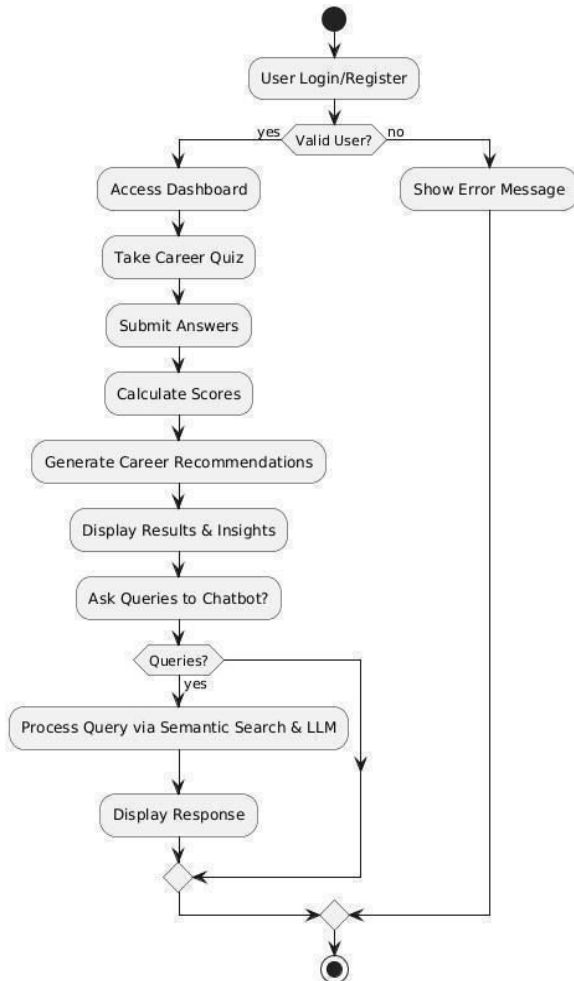 User Login/Register
yes
Valid User?
no
Access Dashboard
Show Error Message
Take Career Quiz
Submit Answers
Calculate Scores
Generate Career Recommendations
Display Results & Insights
Ask Queries to Chatbot?
Queries?
yes
Process Query via Semantic Search & LLM
Display Response